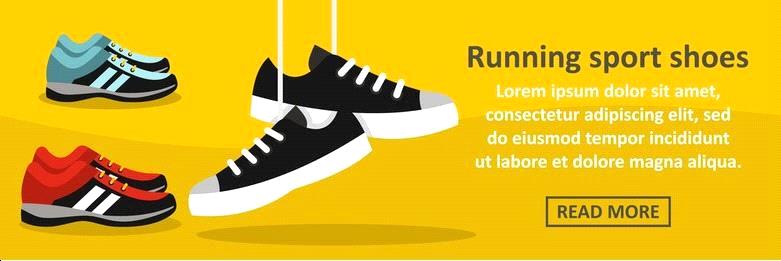 Running sport shoes
Lorem ipsum dolor sit amet,
consectetur adipiscing elit, sed
do eiusmod tempor incididunt
ut labore et dolore magna aliqua.
READ MORE